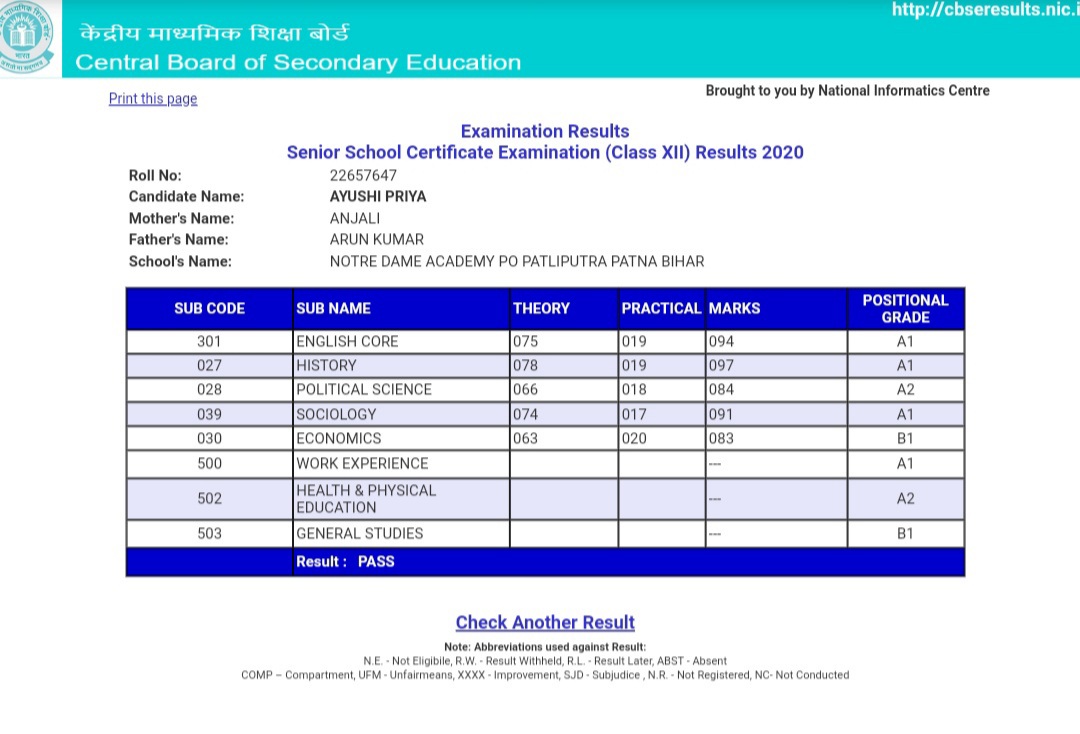 http://cbseresults.nic.i
केंद्रीय माध्यमिक शिक्षा बोर्ड
Central Board of Secondary Education
Print this page
Brought to you by National Informatics Centre
Examination Results
Senior School Certificate Examination (Class XII) Results 2020
Roll No: 22657647
Candidate Name: AYUSHI PRIYA
Mother's Name: ANJALI
Father's Name: ARUN KUMAR
School's Name: NOTRE DAME ACADEMY PO PATLIPUTRA PATNA BIHAR
SUB CODE SUB NAME THEORY PRACTICAL MARKS POSITIONAL GRADE
301 ENGLISH CORE 075 019 094 A1
027 HISTORY 078 019 097 A1
028 POLITICAL SCIENCE 066 018 084 A2
039 SOCIOLOGY 074 017 091 A1
030 ECONOMICS 063 020 083 B1
500 WORK EXPERIENCE --- A1
502 HEALTH & PHYSICAL EDUCATION --- A2
503 GENERAL STUDIES --- B1
Result : PASS
Check Another Result
Note: Abbreviations used against Result:
N.E. - Not Eligibile, R.W. - Result Withheld, R.L. - Result Later, ABST - Absent
COMP – Compartment, UFM - Unfairmeans, XXXX - Improvement, SJD - Subjudice , N.R. - Not Registered, NC- Not Conducted